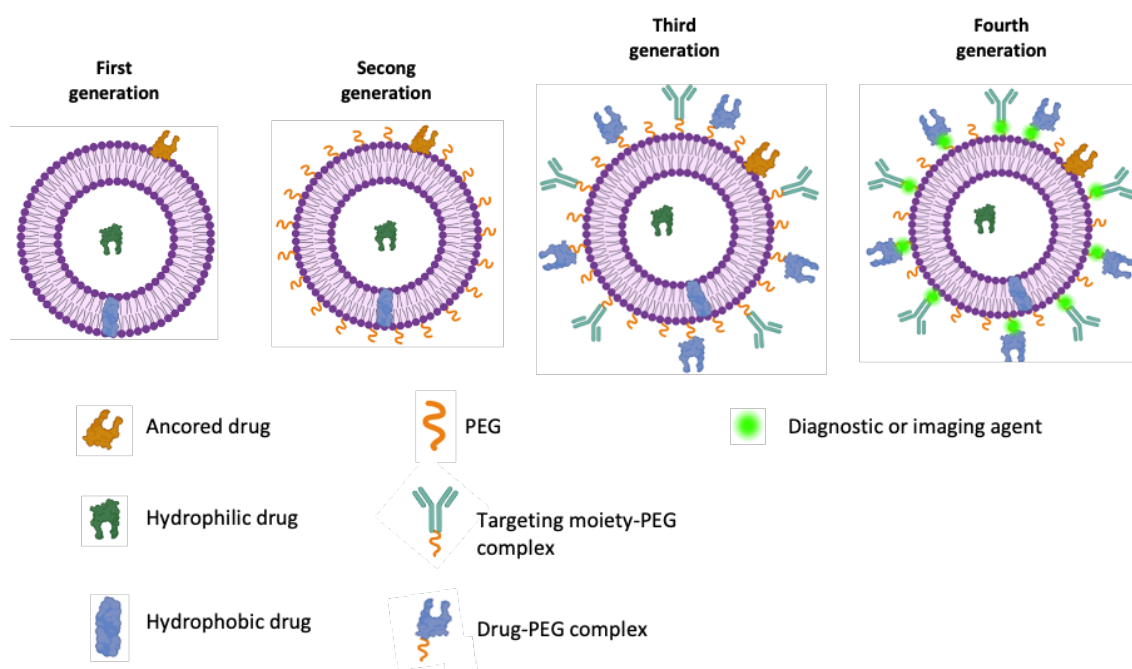 First
generation
Secong
generation
Third
generation
Fourth
generation
Ancored drug
PEG
Diagnostic or imaging agent
Hydrophilic drug
Targeting moiety-PEG
complex
Hydrophobic drug
Drug-PEG complex